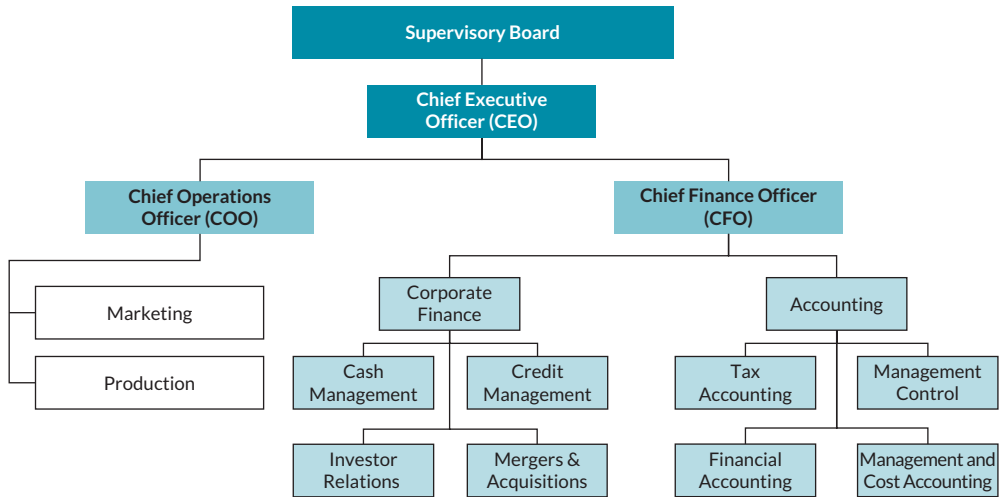 Supervisory Board
Chief Executive
Officer (CEO)
Chief Operations
Officer (COO)
Chief Finance Officer
(CFO)
Marketing
Production
Corporate
Finance
Accounting
Cash
Management
Credit
Management
Tax
Accounting
Management
Control
Investor
Relations
Mergers &
Acquisitions
Financial
Accounting
Management and
Cost Accounting